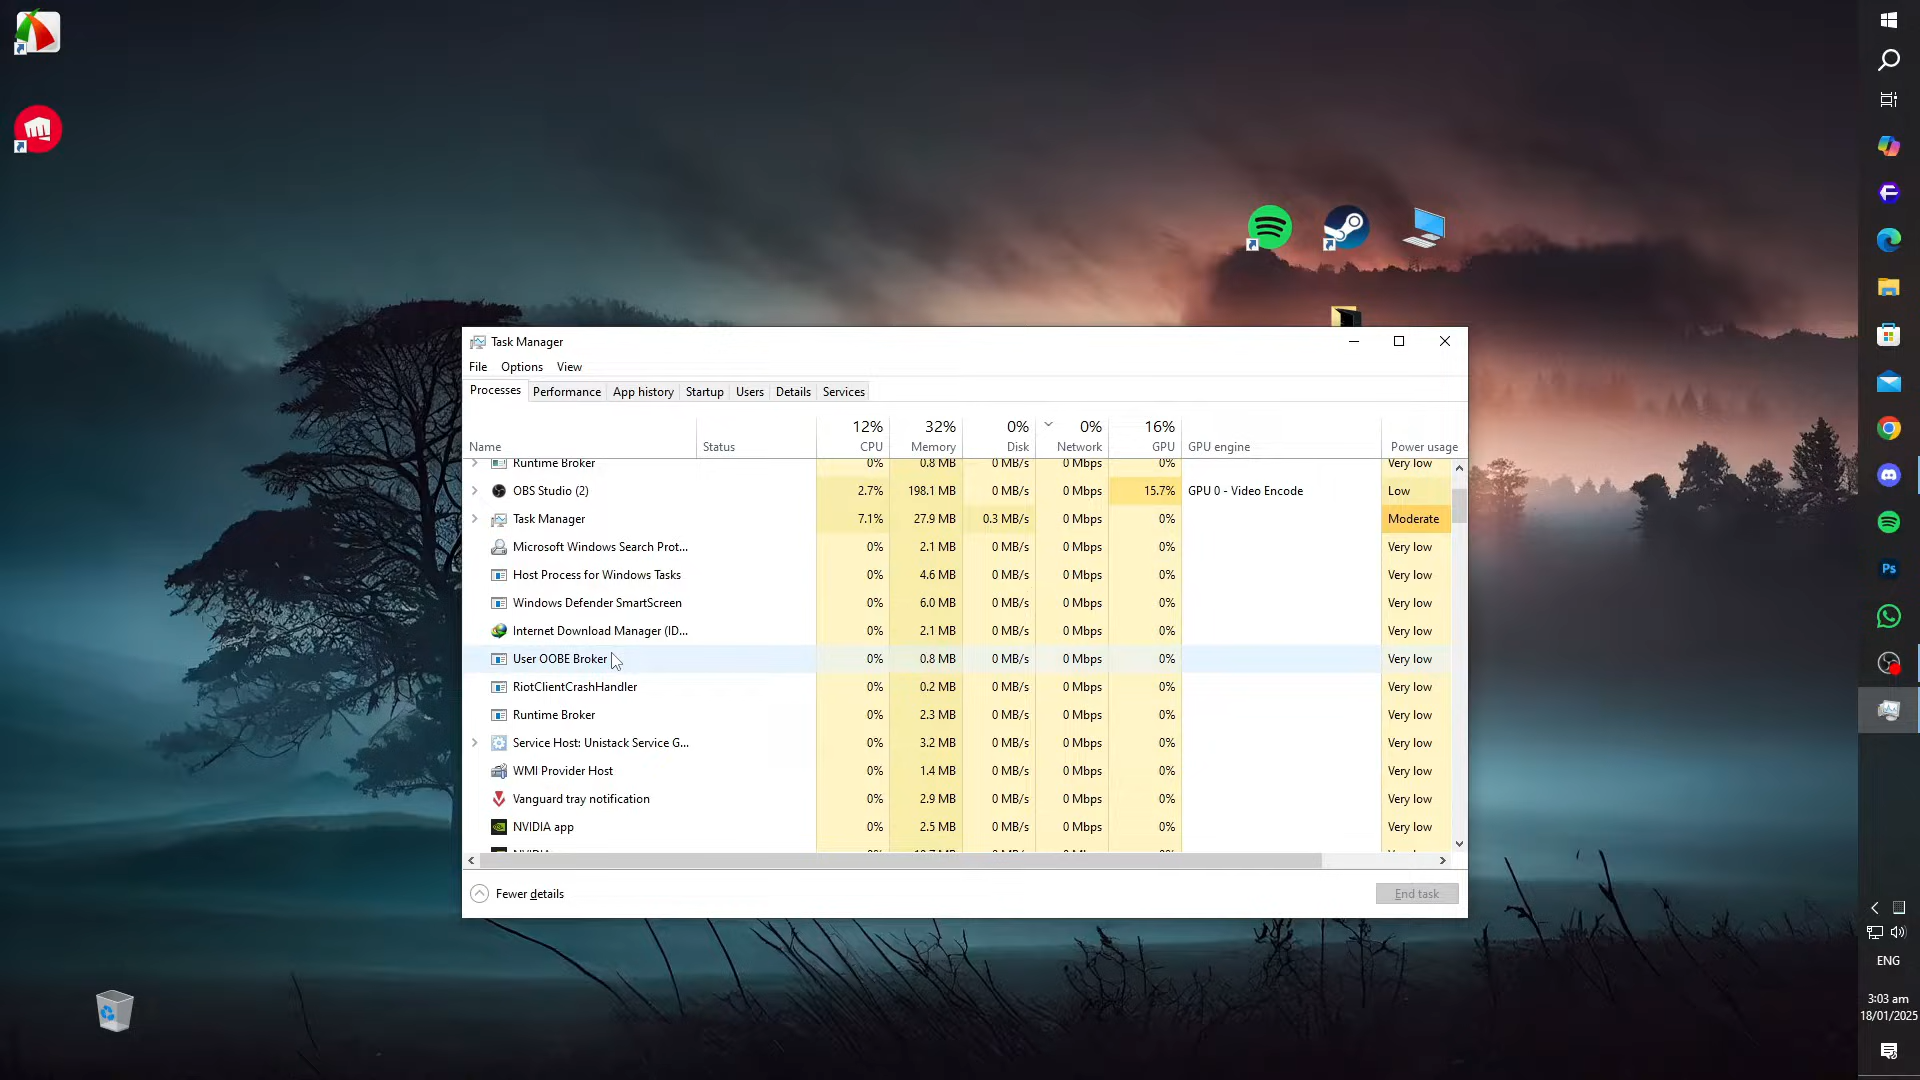 Task Manager
File Options View
Processes Performance App history Startup Users Details Services
12% 32% 0% 0% 16%
Name Status CPU Memory Disk Network GPU GPU engine Power usage
Runtime Broker 0% 0.8 MB 0 MB/s 0 Mbps 0% Very low
OBS Studio (2) 2.7% 198.1 MB 0 MB/s 0 Mbps 15.7% GPU 0 - Video Encode Low
Task Manager 7.1% 27.9 MB 0.3 MB/s 0 Mbps 0% Moderate
Microsoft Windows Search Prot... 0% 2.1 MB 0 MB/s 0 Mbps 0% Very low
Host Process for Windows Tasks 0% 4.6 MB 0 MB/s 0 Mbps 0% Very low
Windows Defender SmartScreen 0% 6.0 MB 0 MB/s 0 Mbps 0% Very low
Internet Download Manager (ID... 0% 2.1 MB 0 MB/s 0 Mbps 0% Very low
User OOBE Broker 0% 0.8 MB 0 MB/s 0 Mbps 0% Very low
RiotClientCrashHandler 0% 0.2 MB 0 MB/s 0 Mbps 0% Very low
Runtime Broker 0% 2.3 MB 0 MB/s 0 Mbps 0% Very low
Service Host: Unistack Service G... 0% 3.2 MB 0 MB/s 0 Mbps 0% Very low
WMI Provider Host 0% 1.4 MB 0 MB/s 0 Mbps 0% Very low
Vanguard tray notification 0% 2.9 MB 0 MB/s 0 Mbps 0% Very low
NVIDIA app 0% 2.5 MB 0 MB/s 0 Mbps 0% Very low
Fewer details End task
Ps
ENG
3:03 am
18/01/2025